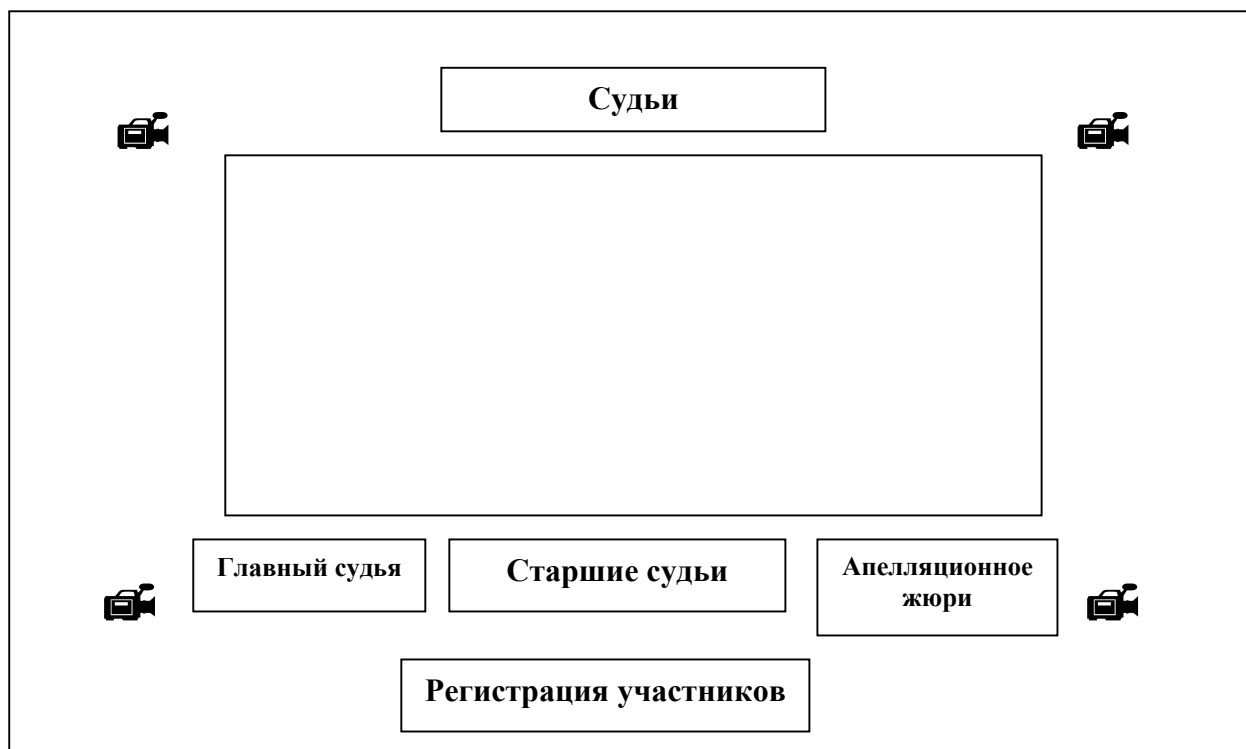 Судьи
Главный судья
Старшие судьи
Апелляционное
жюри
Регистрация участников